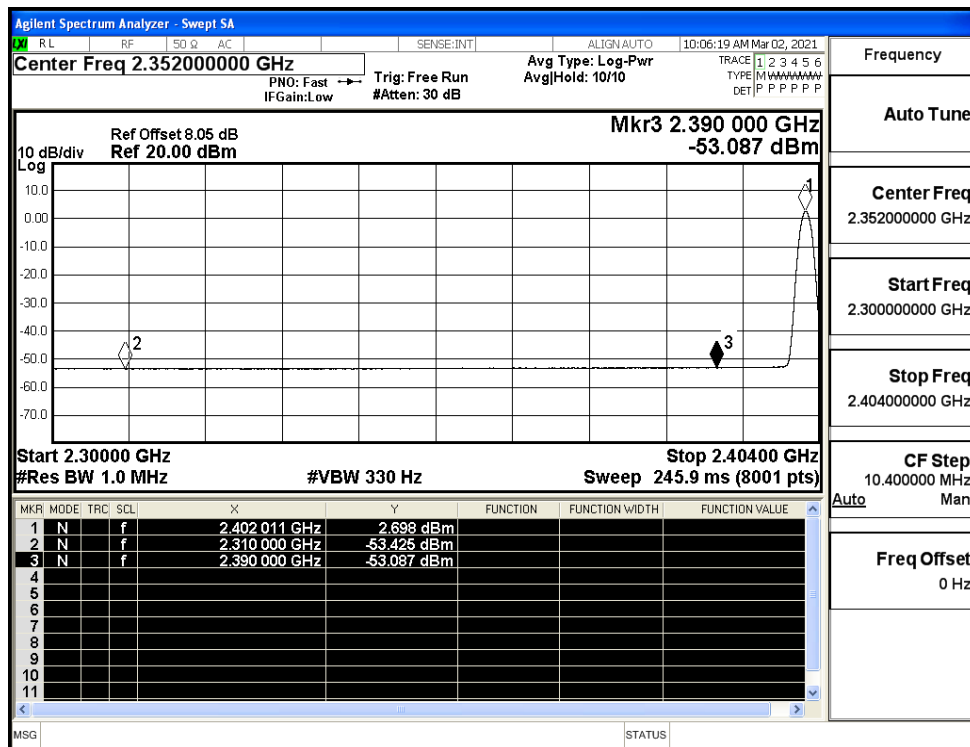 Agilent Spectrum Analyzer - Swept SA
LXI RL RF 50 Ω AC SENSE:INT ALIGN AUTO 10:06:19 AM Mar 02, 2021
Center Freq 2.352000000 GHz
PNO: Fast
IFGain:Low
Trig: Free Run
#Atten: 30 dB
Avg Type: Log-Pwr
Avg|Hold: 10/10
TRACE 1 2 3 4 5 6
TYPE M W W W W W
DET P P P P P P
Ref Offset 8.05 dB
10 dB/div Ref 20.00 dBm
Log
Mkr3 2.390 000 GHz
-53.087 dBm
10.0
0.00
-10.0
-20.0
-30.0
-40.0
-50.0
-60.0
-70.0
1
2
3
Start 2.30000 GHz Stop 2.40400 GHz
#Res BW 1.0 MHz #VBW 330 Hz Sweep 245.9 ms (8001 pts)
MKR MODE TRC SCL X Y FUNCTION FUNCTION WIDTH FUNCTION VALUE
1 N f 2.402 011 GHz 2.698 dBm
2 N f 2.310 000 GHz -53.425 dBm
3 N f 2.390 000 GHz -53.087 dBm
4
5
6
7
8
9
10
11
MSG STATUS
Frequency
Auto Tune
Center Freq
2.352000000 GHz
Start Freq
2.300000000 GHz
Stop Freq
2.404000000 GHz
CF Step
10.400000 MHz
Auto Man
Freq Offset
0 Hz